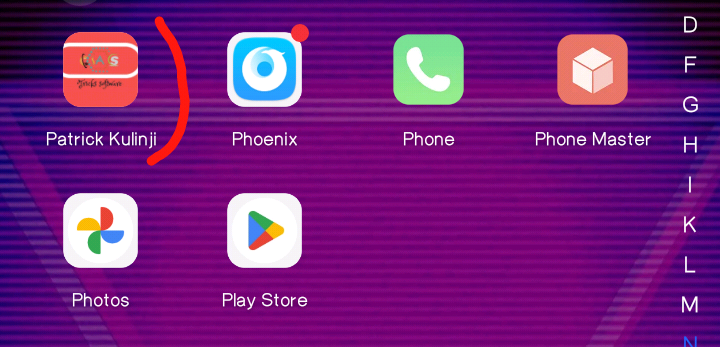 Patrick Kulinji
Phoenix
Phone
Phone Master
Photos
Play Store
D
F
G
H
I
K
L
M
N